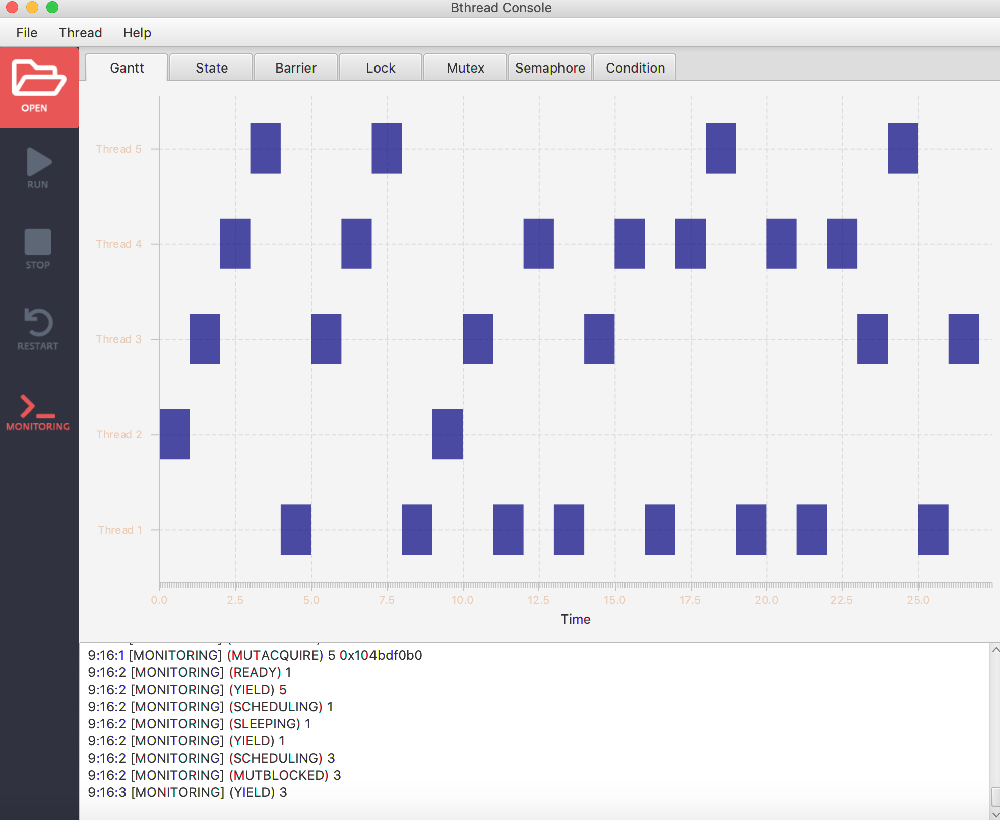 Bthread Console
File Thread Help
Gantt State Barrier Lock Mutex Semaphore Condition
OPEN
RUN
STOP
RESTART
MONITORING
Thread 5
Thread 4
Thread 3
Thread 2
Thread 1
0.0 2.5 5.0 7.5 10.0 12.5 15.0 17.5 20.0 22.5 25.0
Time
9:16:1 [MONITORING] (MUTACQUIRE) 5 0x104bdf0b0
9:16:2 [MONITORING] (READY) 1
9:16:2 [MONITORING] (YIELD) 5
9:16:2 [MONITORING] (SCHEDULING) 1
9:16:2 [MONITORING] (SLEEPING) 1
9:16:2 [MONITORING] (YIELD) 1
9:16:2 [MONITORING] (SCHEDULING) 3
9:16:2 [MONITORING] (MUTBLOCKED) 3
9:16:3 [MONITORING] (YIELD) 3